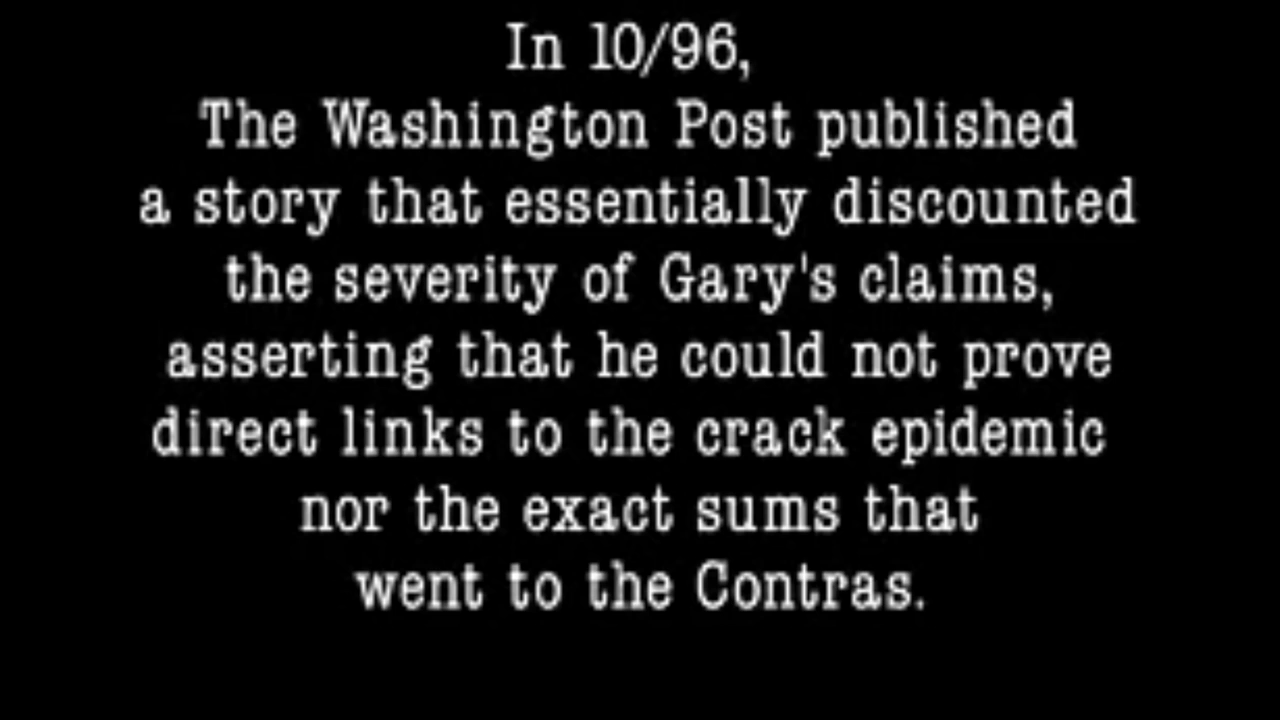 In 10/96,
The Washington Post published
a story that essentially discounted
the severity of Gary's claims,
asserting that he could not prove
direct links to the crack epidemic
nor the exact sums that
went to the Contras.